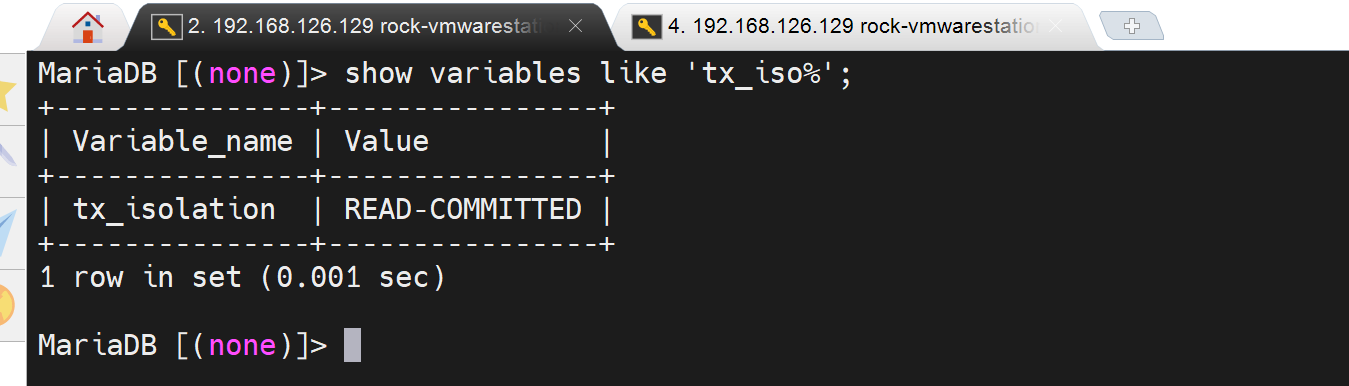 2. 192.168.126.129 rock-vmwarestati
4. 192.168.126.129 rock-vmwarestation
MariaDB [(none)]> show variables like 'tx_iso%';
+---------------+----------------+
| Variable_name | Value          |
+---------------+----------------+
| tx_isolation  | READ-COMMITTED |
+---------------+----------------+
1 row in set (0.001 sec)
MariaDB [(none)]>